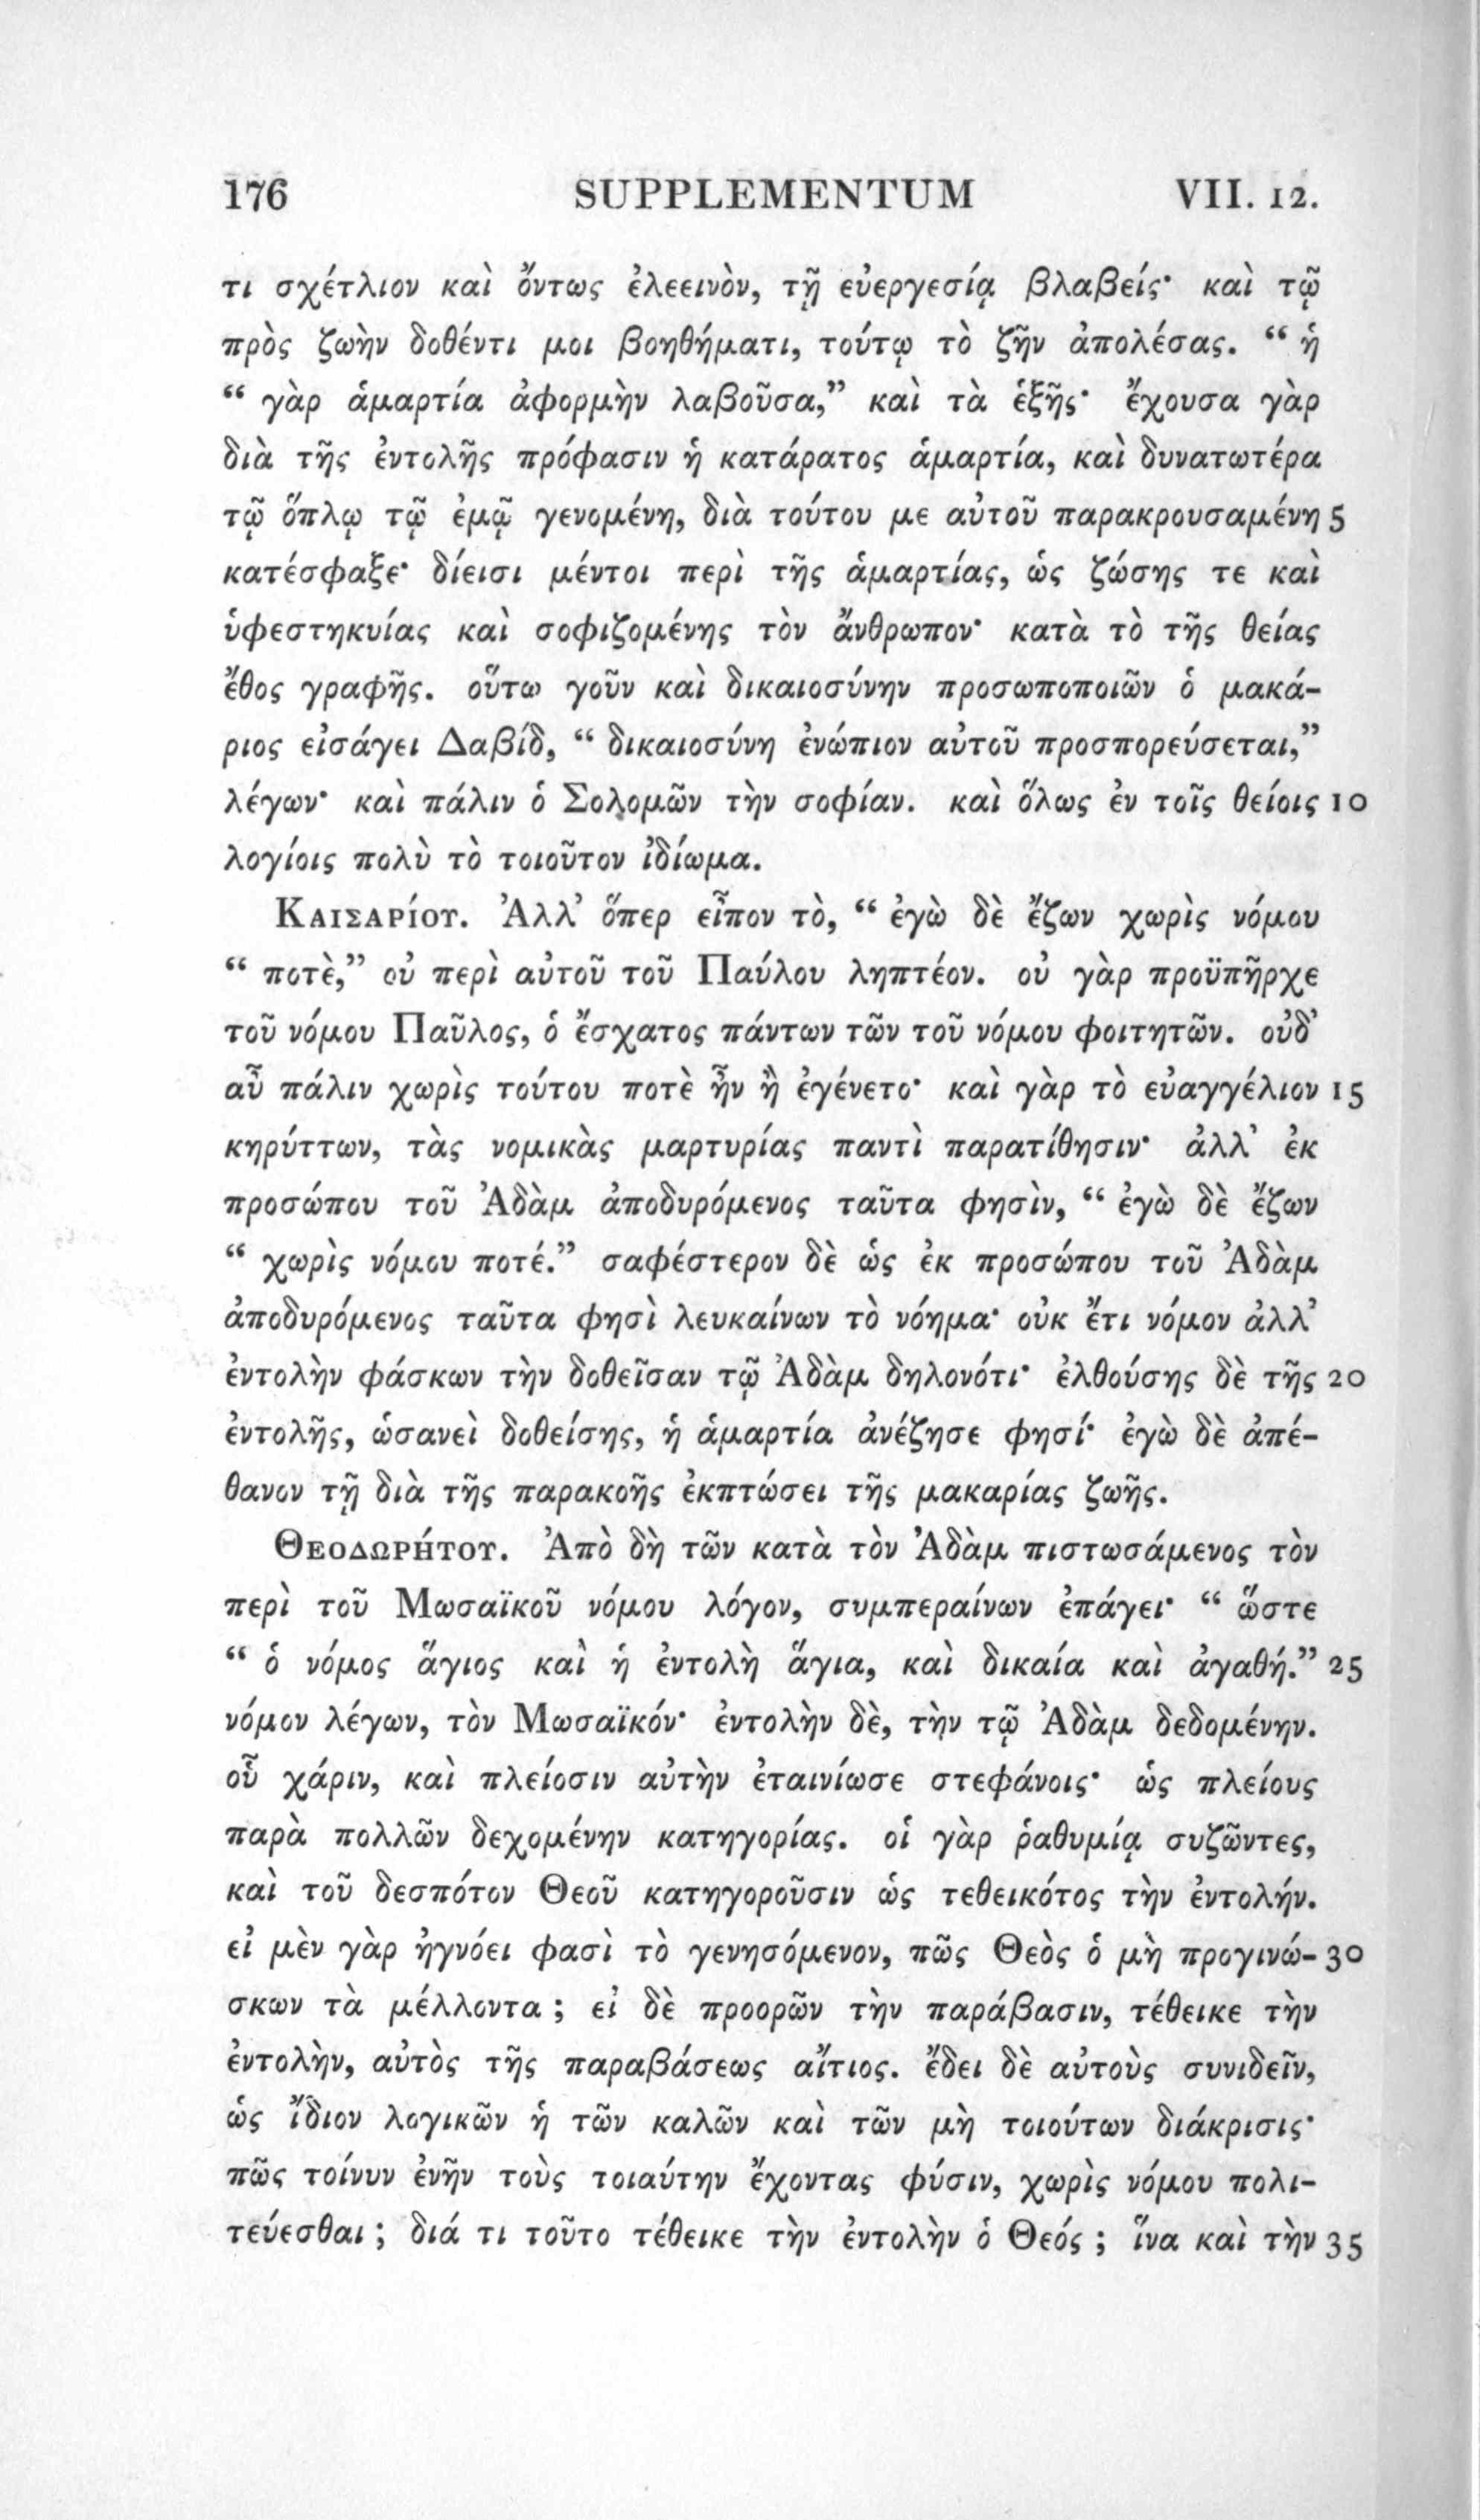 176 SUPPLEMENTUM VII. 12.
τι σχέτλιον καὶ ὄντως ἐλεεινὸν, τῇ εὐεργεσίᾳ βλαβείς· καὶ τῷ
πρὸς ζωὴν δοθέντι μοι βοηθήματι, τούτῳ τὸ ζῆν ἀπολέσας. “ ἡ
“ γὰρ ἁμαρτία ἀφορμὴν λαβοῦσα,” καὶ τὰ ἑξῆς· ἔχουσα γὰρ
διὰ τῆς ἐντολῆς πρόφασιν ἡ κατάρατος ἁμαρτία, καὶ δυνατωτέρα
τῷ ὅπλῳ τῷ ἐμῷ γενομένη, διὰ τούτου με αὐτοῦ παρακρουσαμένη 5
κατέσφαξε· δίεισι μέντοι περὶ τῆς ἁμαρτίας, ὡς ζώσης τε καὶ
ὑφεστηκυίας καὶ σοφιζομένης τὸν ἄνθρωπον· κατὰ τὸ τῆς θείας
ἔθος γραφῆς. οὕτω γοῦν καὶ δικαιοσύνην προσωποποιῶν ὁ μακά-
ριος εἰσάγει Δαβίδ, “ δικαιοσύνη ἐνώπιον αὐτοῦ προσπορεύσεται,”
λέγων· καὶ πάλιν ὁ Σολομῶν τὴν σοφίαν. καὶ ὅλως ἐν τοῖς θείοις 10
λογίοις πολὺ τὸ τοιοῦτον ἰδίωμα.
Καισαρίου. Ἀλλ’ ὅπερ εἶπον τὸ, “ ἐγὼ δὲ ἔζων χωρὶς νόμου
“ ποτὲ,” οὐ περὶ αὐτοῦ τοῦ Παύλου ληπτέον. οὐ γὰρ προϋπῆρχε
τοῦ νόμου Παῦλος, ὁ ἔσχατος πάντων τῶν τοῦ νόμου φοιτητῶν. οὐδ’
αὖ πάλιν χωρὶς τούτου ποτὲ ἦν ἢ ἐγένετο· καὶ γὰρ τὸ εὐαγγέλιον 15
κηρύττων, τὰς νομικὰς μαρτυρίας παντὶ παρατίθησιν· ἀλλ’ ἐκ
προσώπου τοῦ Ἀδὰμ ἀποδυρόμενος ταῦτα φησὶν, “ ἐγὼ δὲ ἔζων
“ χωρὶς νόμου ποτέ.” σαφέστερον δὲ ὡς ἐκ προσώπου τοῦ Ἀδὰμ
ἀποδυρόμενος ταῦτα φησὶ λευκαίνων τὸ νόημα· οὐκ ἔτι νόμον ἀλλ’
ἐντολὴν φάσκων τὴν δοθεῖσαν τῷ Ἀδὰμ δηλονότι· ἐλθούσης δὲ τῆς 20
ἐντολῆς, ὡσανεὶ δοθείσης, ἡ ἁμαρτία ἀνέζησε φησί· ἐγὼ δὲ ἀπέ-
θανον τῇ διὰ τῆς παρακοῆς ἐκπτώσει τῆς μακαρίας ζωῆς.
Θεοδωρήτου. Ἀπὸ δὴ τῶν κατὰ τὸν Ἀδὰμ πιστωσάμενος τὸν
περὶ τοῦ Μωσαϊκοῦ νόμου λόγον, συμπεραίνων ἐπάγει· “ ὥστε
“ ὁ νόμος ἅγιος καὶ ἡ ἐντολὴ ἅγια, καὶ δικαία καὶ ἀγαθή.” 25
νόμον λέγων, τὸν Μωσαϊκόν· ἐντολὴν δὲ, τὴν τῷ Ἀδὰμ δεδομένην.
οὗ χάριν, καὶ πλείοσιν αὐτὴν ἐταινίωσε στεφάνοις· ὡς πλείους
παρὰ πολλῶν δεχομένην κατηγορίας. οἱ γὰρ ῥαθυμίᾳ συζῶντες,
καὶ τοῦ δεσπότου Θεοῦ κατηγοροῦσιν ὡς τεθεικότος τὴν ἐντολήν.
εἰ μὲν γὰρ ἠγνόει φασὶ τὸ γενησόμενον, πῶς Θεὸς ὁ μὴ προγινώ- 30
σκων τὰ μέλλοντα ; εἰ δὲ προορῶν τὴν παράβασιν, τέθεικε τὴν
ἐντολὴν, αὐτὸς τῆς παραβάσεως αἴτιος. ἔδει δὲ αὐτοὺς συνιδεῖν,
ὡς ἴδιον λογικῶν ἡ τῶν καλῶν καὶ τῶν μὴ τοιούτων διάκρισις·
πῶς τοίνυν ἐνῆν τοὺς τοιαύτην ἔχοντας φύσιν, χωρὶς νόμου πολι-
τεύεσθαι ; διά τι τοῦτο τέθεικε τὴν ἐντολὴν ὁ Θεός ; ἵνα καὶ τὴν 35